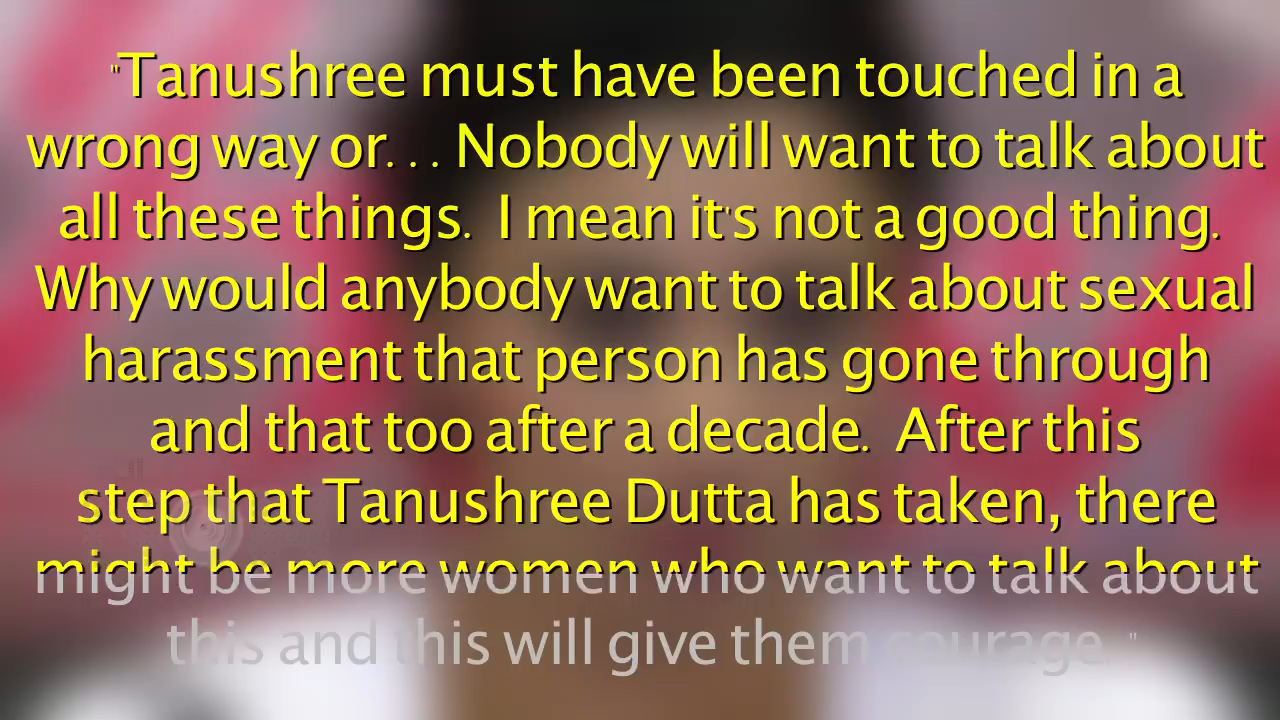 "Tanushree must have been touched in a
wrong way or. . . Nobody will want to talk about
all these things.  I mean it's not a good thing.
Why would anybody want to talk about sexual
harassment that person has gone through
and that too after a decade.  After this
step that Tanushree Dutta has taken, there
might be more women who want to talk about
this and this will give them courage. "